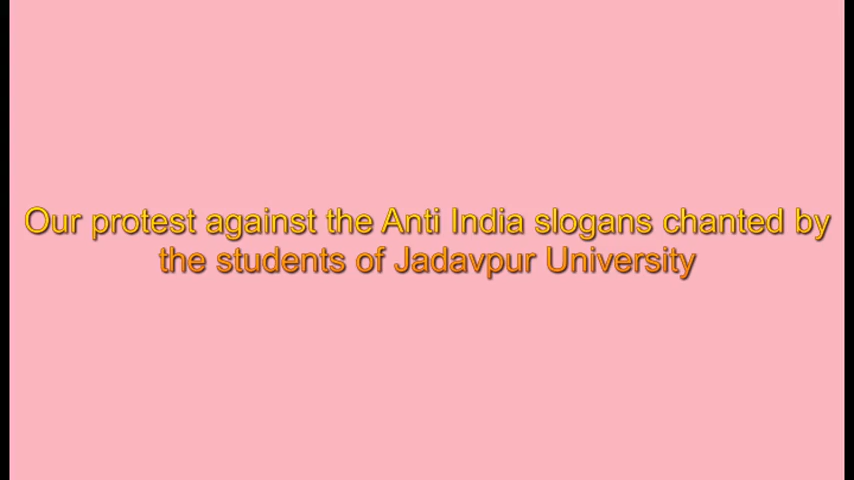 Our protest against the Anti India slogans chanted by
the students of Jadavpur University